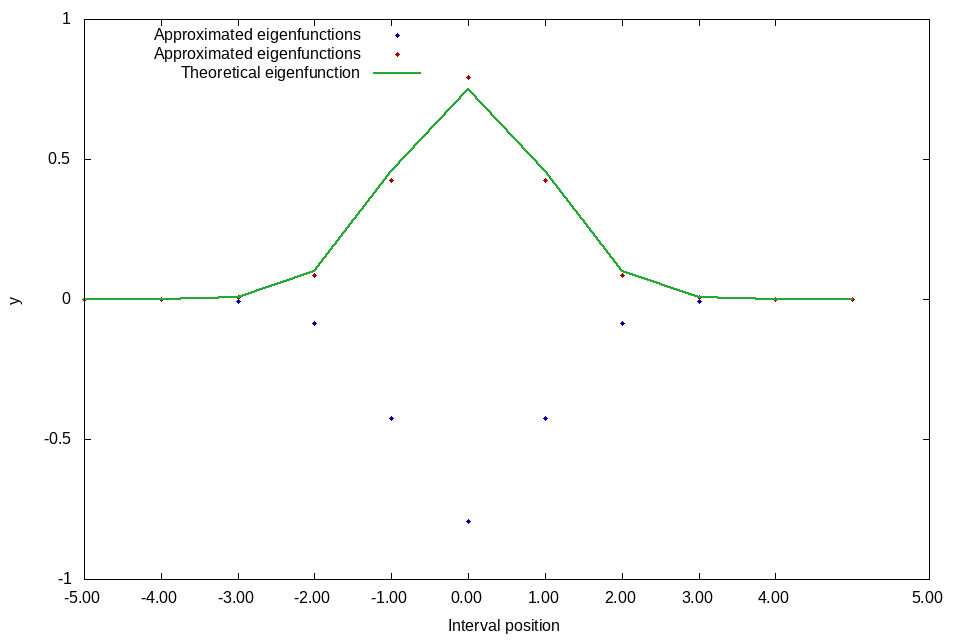 1
Approximated eigenfunctions
Approximated eigenfunctions
Theoretical eigenfunction
0.5
y
0
-0.5
-1
-5.00 -4.00 -3.00 -2.00 -1.00 0.00 1.00 2.00 3.00 4.00 5.00
Interval position